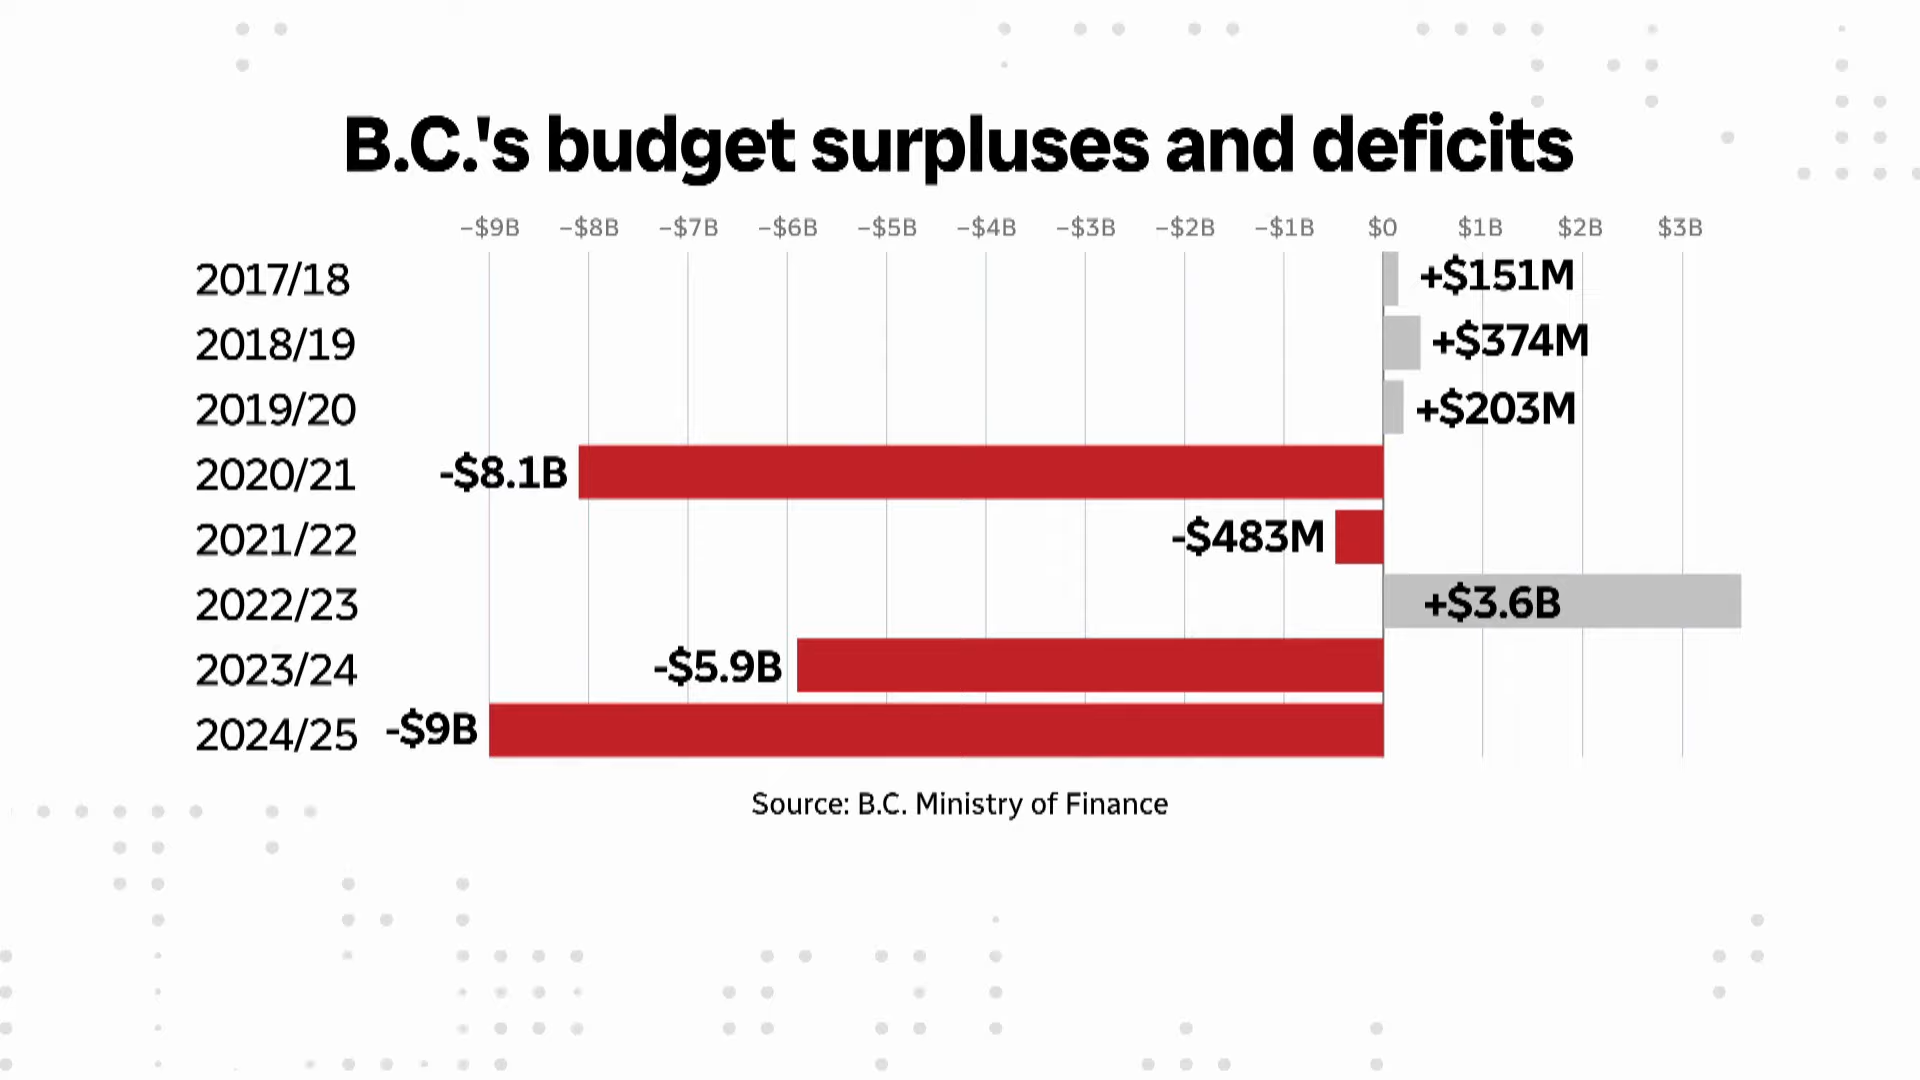 B.C.'s budget surpluses and deficits
–$9B –$8B –$7B –$6B –$5B –$4B –$3B –$2B –$1B $0 $1B $2B $3B
2017/18 +$151M
2018/19 +$374M
2019/20 +$203M
2020/21 -$8.1B
2021/22 -$483M
2022/23 +$3.6B
2023/24 -$5.9B
2024/25 -$9B
Source: B.C. Ministry of Finance